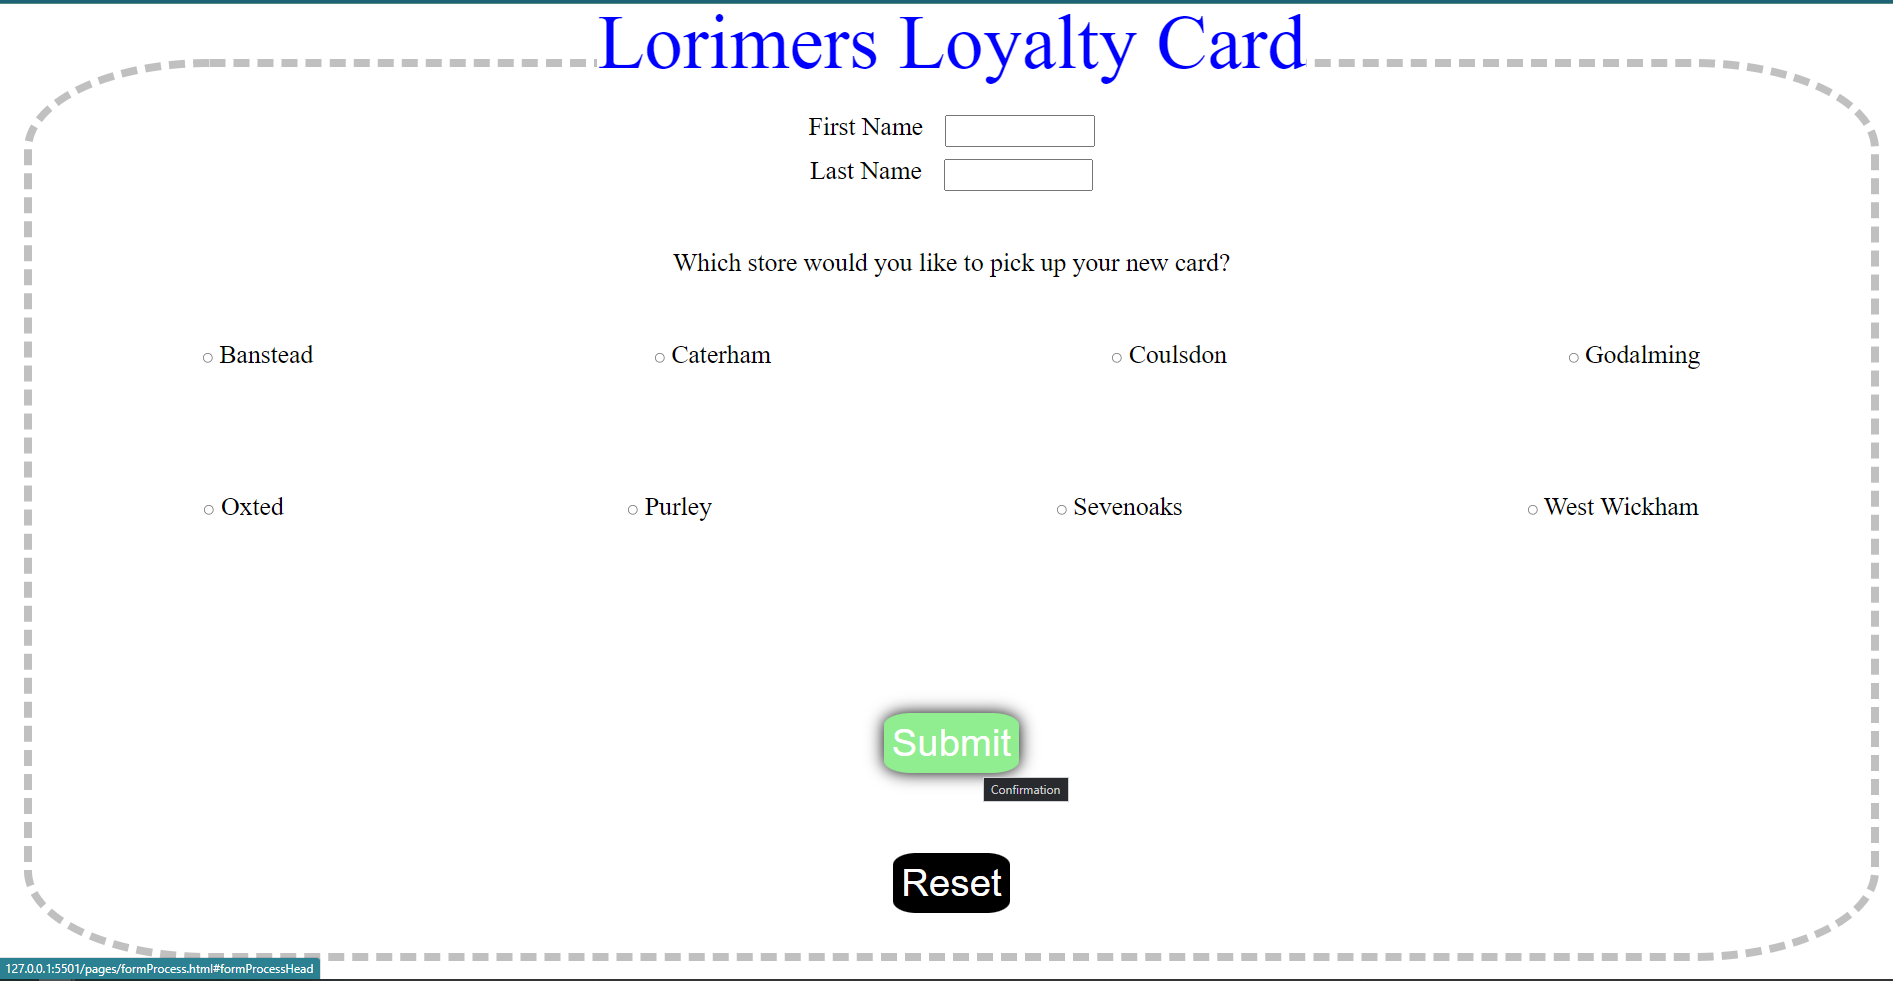 Lorimers Loyalty Card
First Name
Last Name
Which store would you like to pick up your new card?
Banstead Caterham Coulsdon Godalming
Oxted Purley Sevenoaks West Wickham
Submit
Confirmation
Reset
127.0.0.1:5501/pages/formProcess.html#formProcessHead